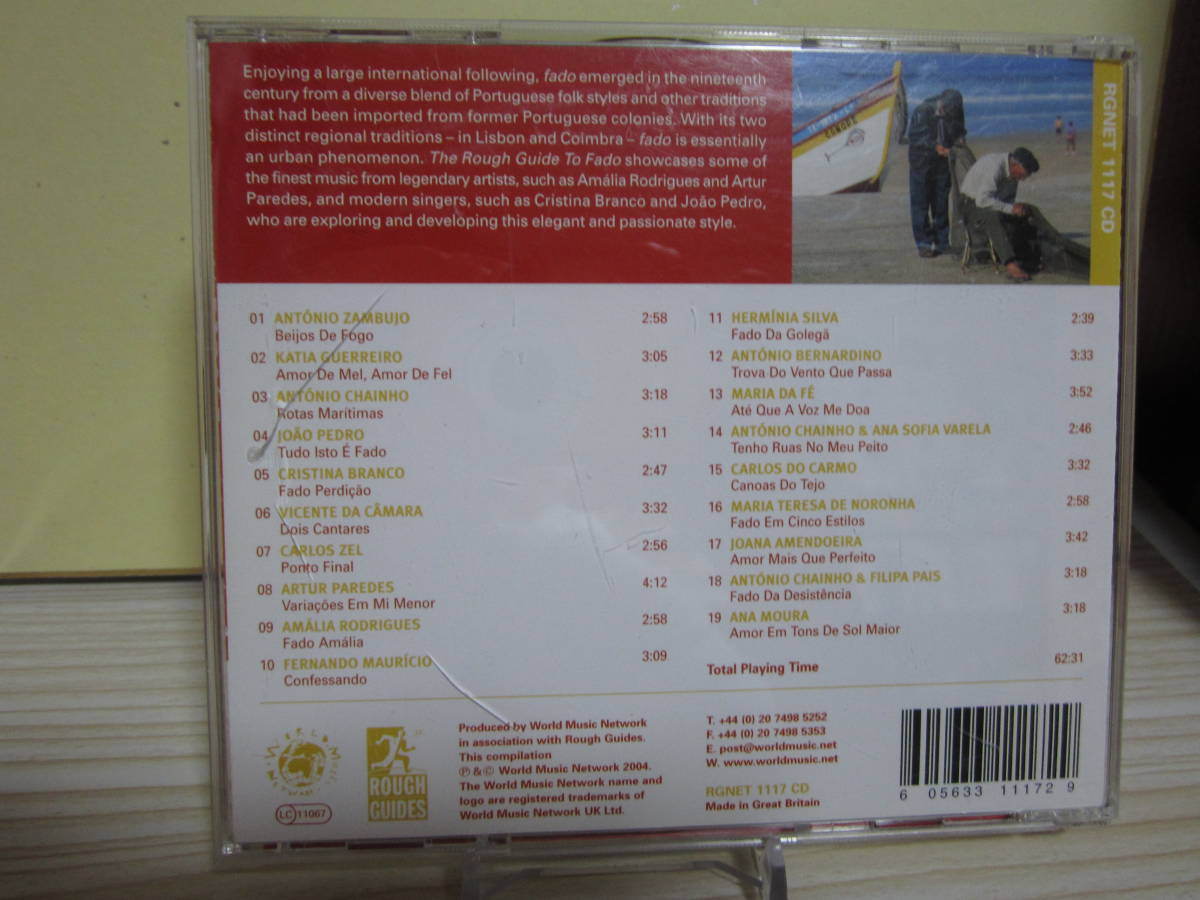 Enjoying a large international following, fado emerged in the nineteenth
century from a diverse blend of Portuguese folk styles and other traditions
that had been imported from former Portuguese colonies. With its two
distinct regional traditions – in Lisbon and Coimbra – fado is essentially
an urban phenomenon. The Rough Guide To Fado showcases some of
the finest music from legendary artists, such as Amália Rodrigues and Artur
Paredes, and modern singers, such as Cristina Branco and João Pedro,
who are exploring and developing this elegant and passionate style.
RGNET 1117 CD
01 ANTÓNIO ZAMBUJO 2:58
Beijos De Fogo
02 KATIA GUERREIRO 3:05
Amor De Mel, Amor De Fel
03 ANTÓNIO CHAINHO 3:18
Rotas Marítimas
04 JOÃO PEDRO 3:11
Tudo Isto É Fado
05 CRISTINA BRANCO 2:47
Fado Perdição
06 VICENTE DA CÂMARA 3:32
Dois Cantares
07 CARLOS ZEL 2:56
Ponto Final
08 ARTUR PAREDES 4:12
Variações Em Mi Menor
09 AMÁLIA RODRIGUES 2:58
Fado Amália
10 FERNANDO MAURÍCIO 3:09
Confessando
11 HERMÍNIA SILVA 2:39
Fado Da Golegã
12 ANTÓNIO BERNARDINO 3:33
Trova Do Vento Que Passa
13 MARIA DA FÉ 3:52
Até Que A Voz Me Doa
14 ANTÓNIO CHAINHO & ANA SOFIA VARELA 2:46
Tenho Ruas No Meu Peito
15 CARLOS DO CARMO 3:32
Canoas Do Tejo
16 MARIA TERESA DE NORONHA 2:58
Fado Em Cinco Estilos
17 JOANA AMENDOEIRA 3:42
Amor Mais Que Perfeito
18 ANTÓNIO CHAINHO & FILIPA PAIS 3:18
Fado Da Desistência
19 ANA MOURA 3:18
Amor Em Tons De Sol Maior
Total Playing Time 62:31
WORLD MUSIC NETWORK
LC 11067
ROUGH
GUIDES
Produced by World Music Network
in association with Rough Guides.
This compilation
℗ & © World Music Network 2004.
The World Music Network name and
logo are registered trademarks of
World Music Network UK Ltd.
T. +44 (0) 20 7498 5252
F. +44 (0) 20 7498 5353
E. post@worldmusic.net
W. www.worldmusic.net
RGNET 1117 CD
Made in Great Britain
6 05633 11172 9